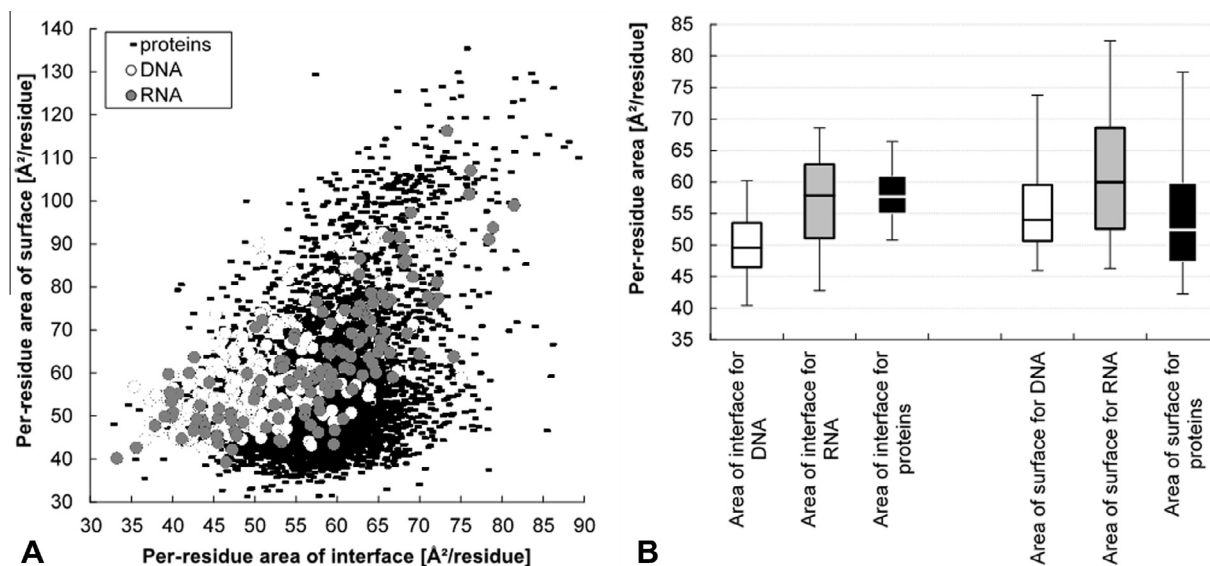 Per-residue area of surface [Å²/residue]
140
130
120
110
100
90
80
70
60
50
40
30
proteins
DNA
RNA
30 35 40 45 50 55 60 65 70 75 80 85 90
A
Per-residue area of interface [Å²/residue]
Per-residue area [Å²/residue]
85
80
75
70
65
60
55
50
45
40
35
Area of interface for
DNA
Area of interface for
RNA
Area of interface for
proteins
Area of surface for DNA
Area of surface for RNA
Area of surface for
proteins
B